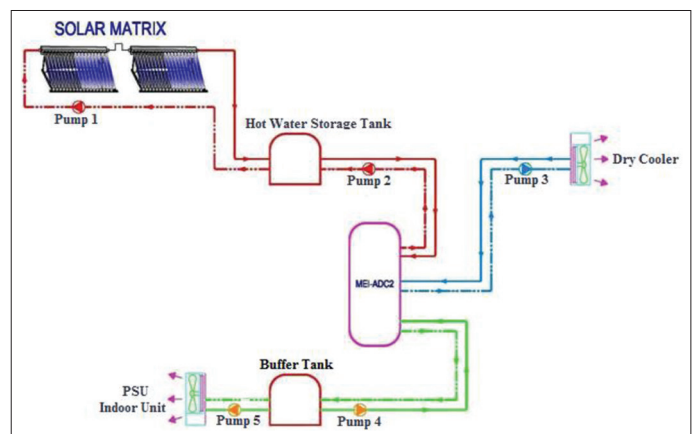 SOLAR MATRIX
Pump 1
Hot Water Storage Tank
Pump 2
Pump 3
Dry Cooler
MEI-ADC2
Buffer Tank
PSU
Indoor Unit
Pump 5
Pump 4